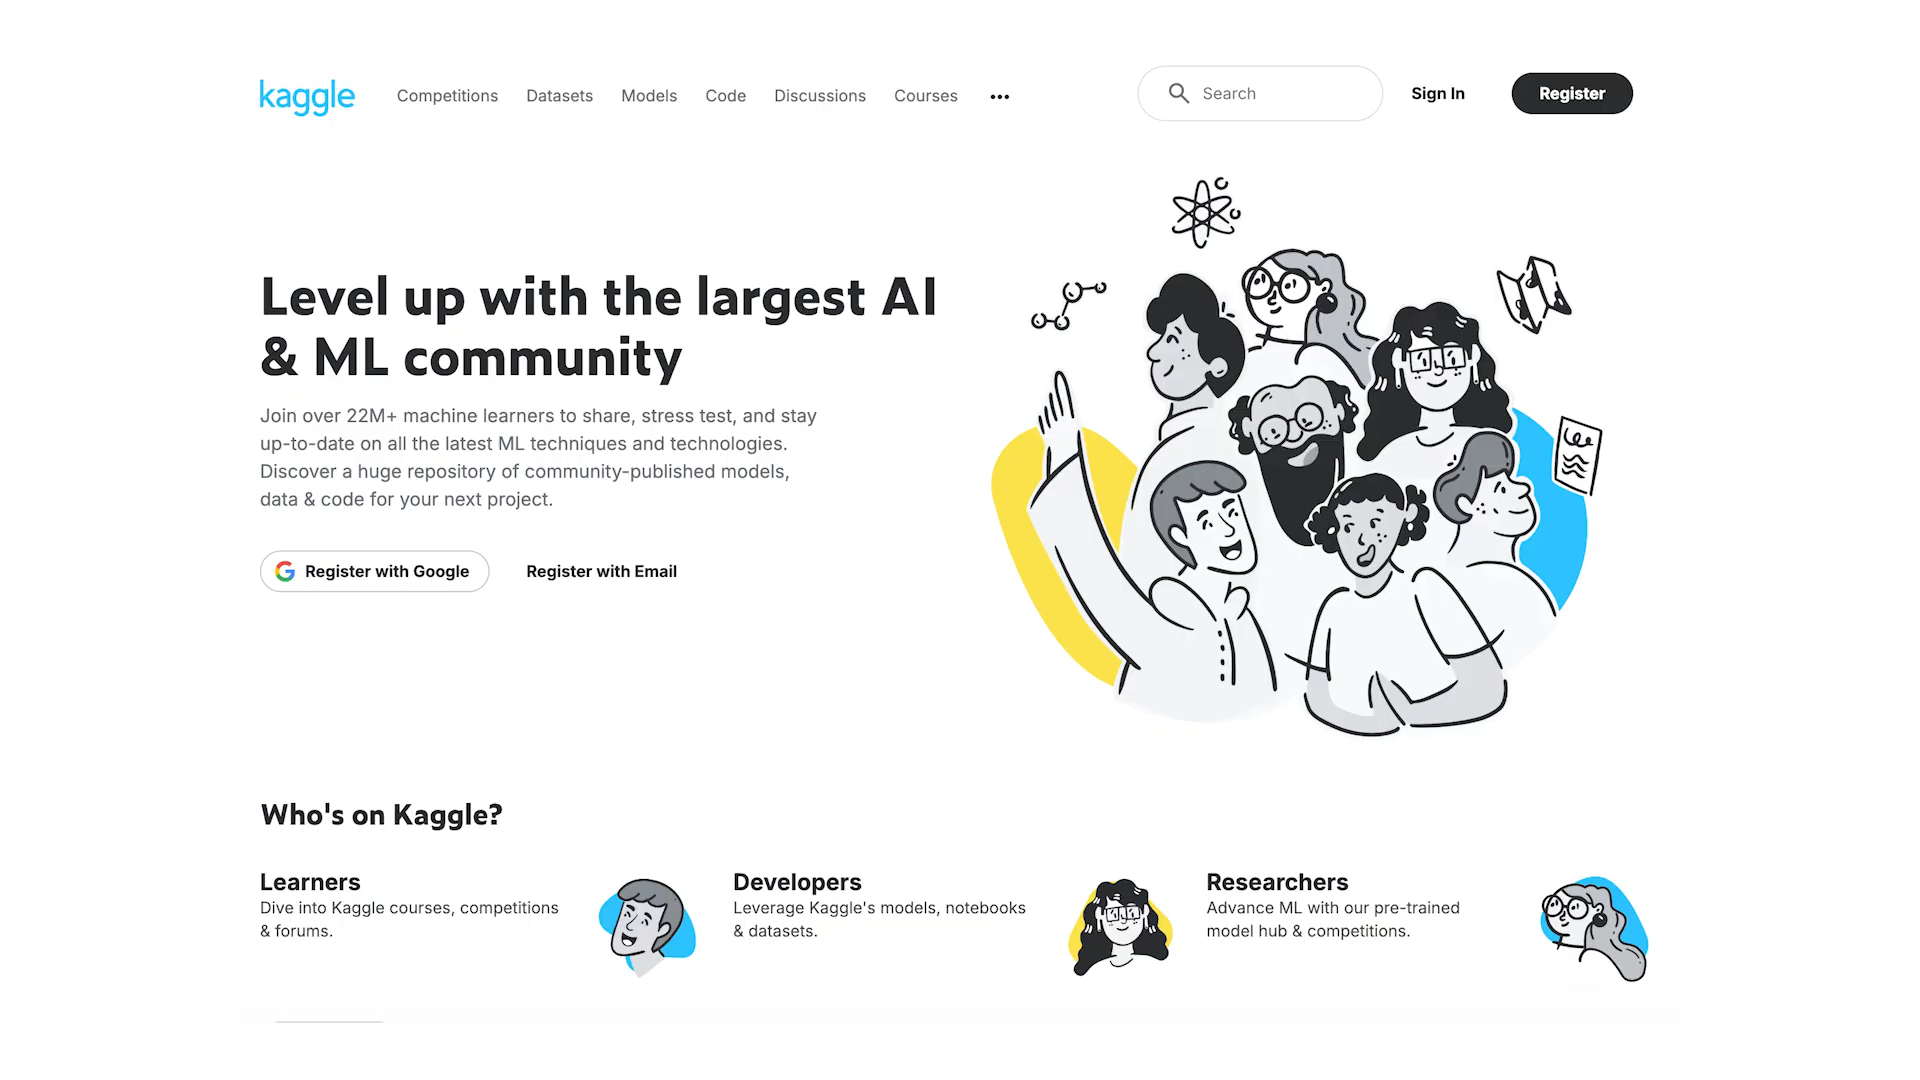 kaggle
Competitions
Datasets
Models
Code
Discussions
Courses
Search
Sign In
Register
Level up with the largest AI
& ML community
Join over 22M+ machine learners to share, stress test, and stay
up-to-date on all the latest ML techniques and technologies.
Discover a huge repository of community-published models,
data & code for your next project.
Register with Google
Register with Email
Who's on Kaggle?
Learners
Dive into Kaggle courses, competitions
& forums.
Developers
Leverage Kaggle's models, notebooks
& datasets.
Researchers
Advance ML with our pre-trained
model hub & competitions.